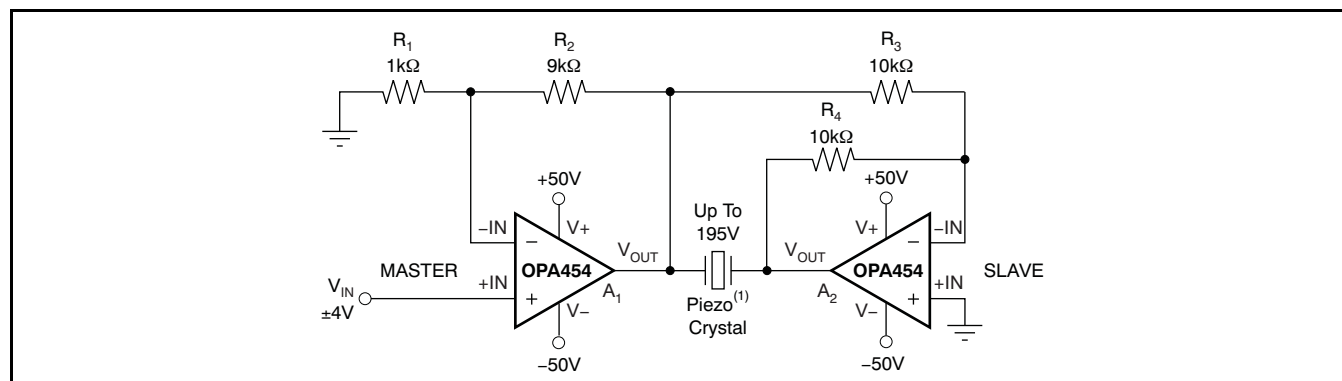 R1
1kΩ
R2
9kΩ
R3
10kΩ
R4
10kΩ
+50V
Up To
195V
+50V
−IN
V+
V+
−IN
−
VOUT
VOUT
−
MASTER
OPA454
OPA454
SLAVE
+IN
+IN
VIN
±4V
+
A1
Piezo(1)
Crystal
A2
+
V−
V−
−50V
−50V